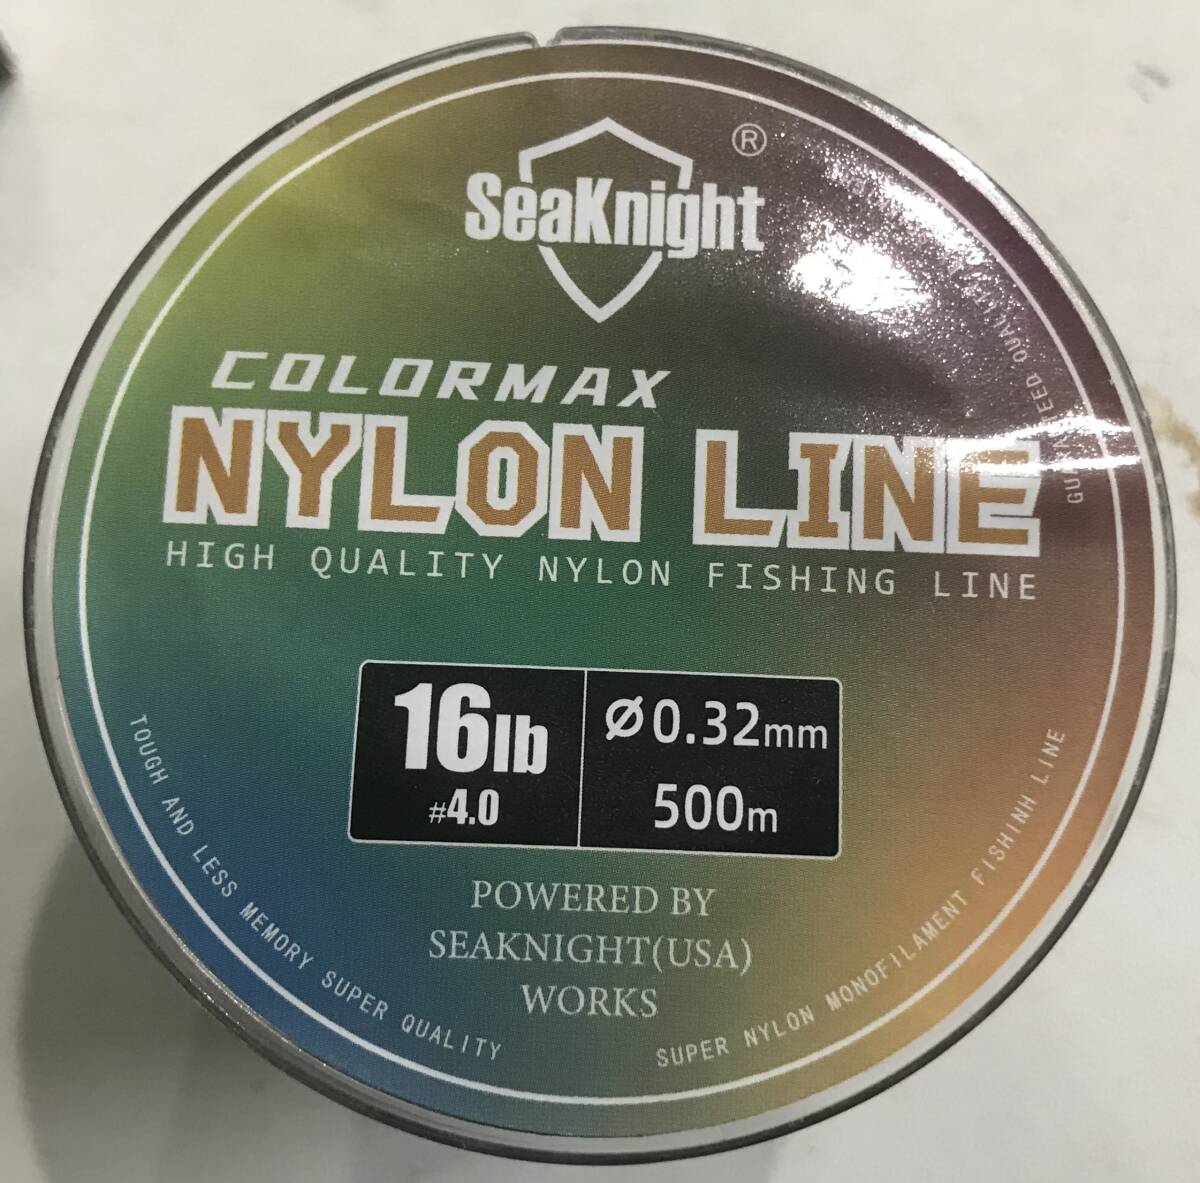 SeaKnight ®
COLORMAX
NYLON LINE
HIGH QUALITY NYLON FISHING LINE
16lb
#4.0
Ø0.32mm
500m
POWERED BY
SEAKNIGHT(USA)
WORKS
TOUGH AND LESS MEMORY SUPER QUALITY
SUPER NYLON MONOFILAMENT FISHINH LINE